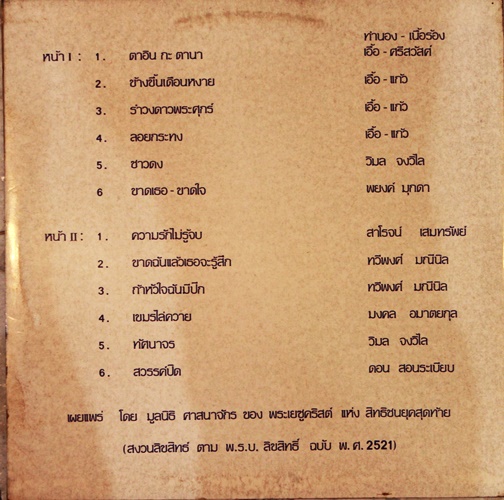 ทำนอง - เนื้อร้อง
หน้า I : 1. ดาอิน กะ ดานา เอื้อ - ศรีสวัสดิ์
2. ข้างขึ้นเดือนหงาย เอื้อ - แก้ว
3. รำวงดาวพระศุกร์ เอื้อ - แก้ว
4. ลอยกระทง เอื้อ - แก้ว
5. ชาวดง วิมล จงวิไล
6 ขาดเธอ - ขาดใจ พยงค์ มุกดา
หน้า II : 1. ความรักไม่รู้จบ สาโรจน์ เสมทรัพย์
2. ขาดฉันแล้วเธอจะรู้สึก ทวีพงศ์ มณีนิล
3. ถ้าหัวใจฉันมีปีก ทวีพงศ์ มณีนิล
4. เขมรไล่ควาย มงคล อมาตยกุล
5. ทัศนาจร วิมล จงวิไล
6. สวรรค์ปิด ดอน สอนระเบียบ
เผยแพร่ โดย มูลนิธิ ศาสนาจักร ของ พระเยซูคริสต์ แห่ง สิทธิชนยุคสุดท้าย
(สงวนลิขสิทธิ์ ตาม พ.ร.บ. ลิขสิทธิ์ ฉบับ พ.ศ. 2521)